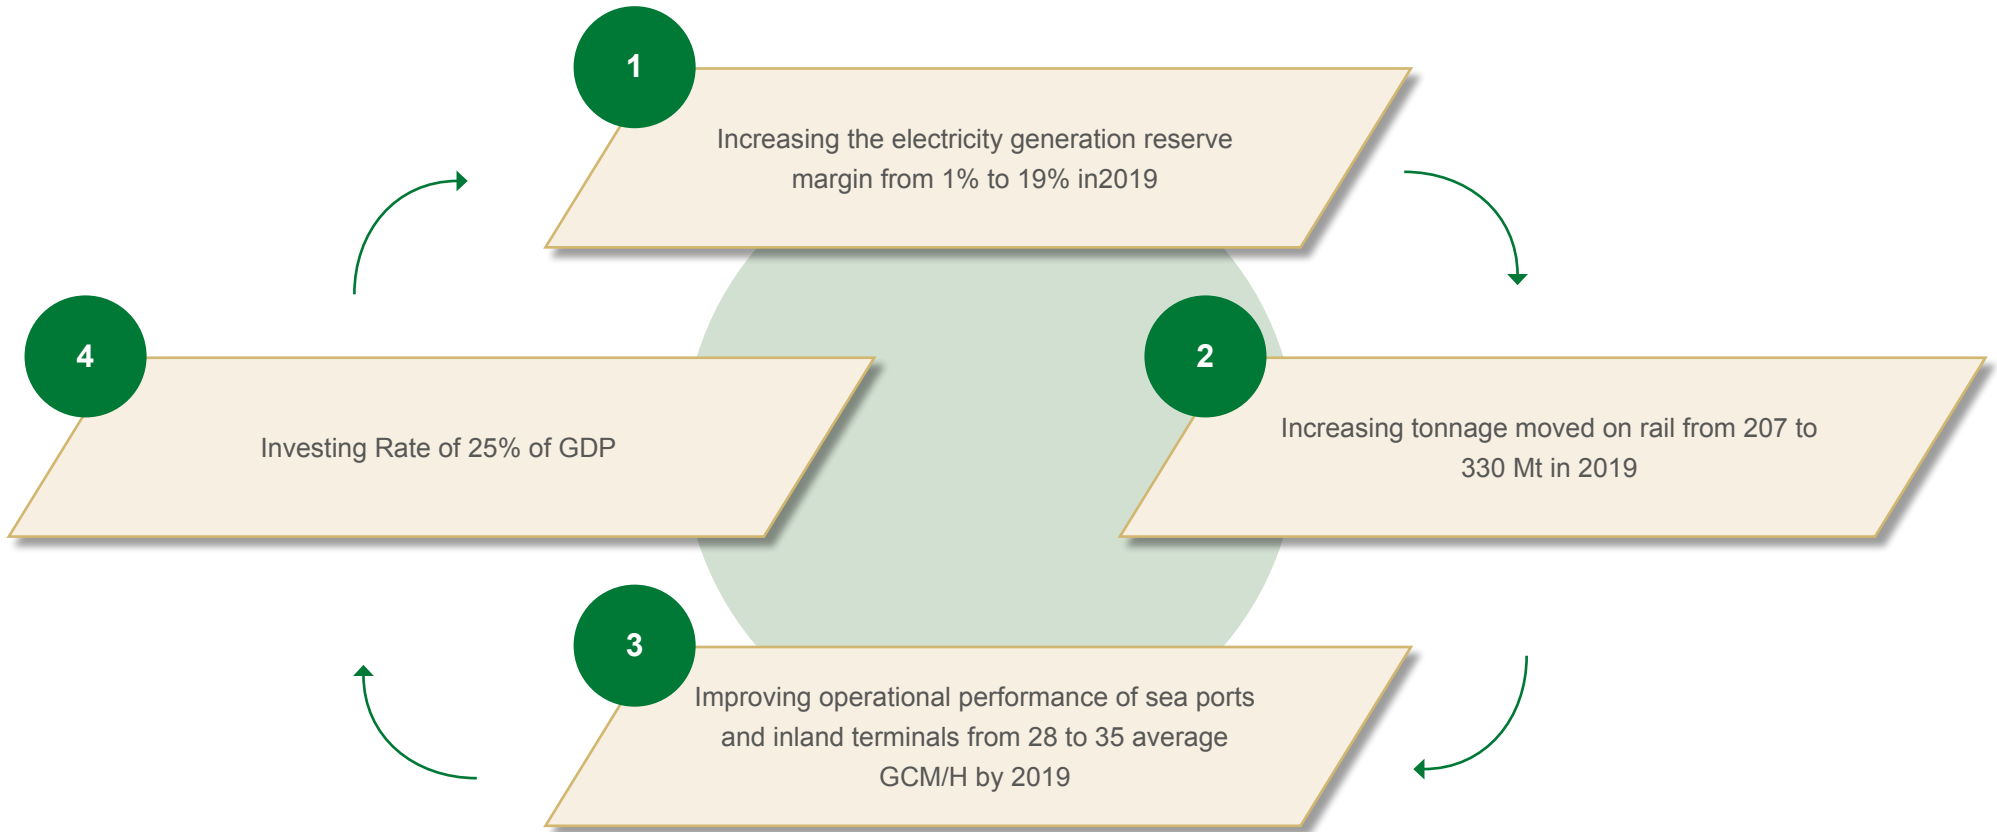 1
Increasing the electricity generation reserve
margin from 1% to 19% in2019
2
Increasing tonnage moved on rail from 207 to
330 Mt in 2019
3
Improving operational performance of sea ports
and inland terminals from 28 to 35 average
GCM/H by 2019
4
Investing Rate of 25% of GDP